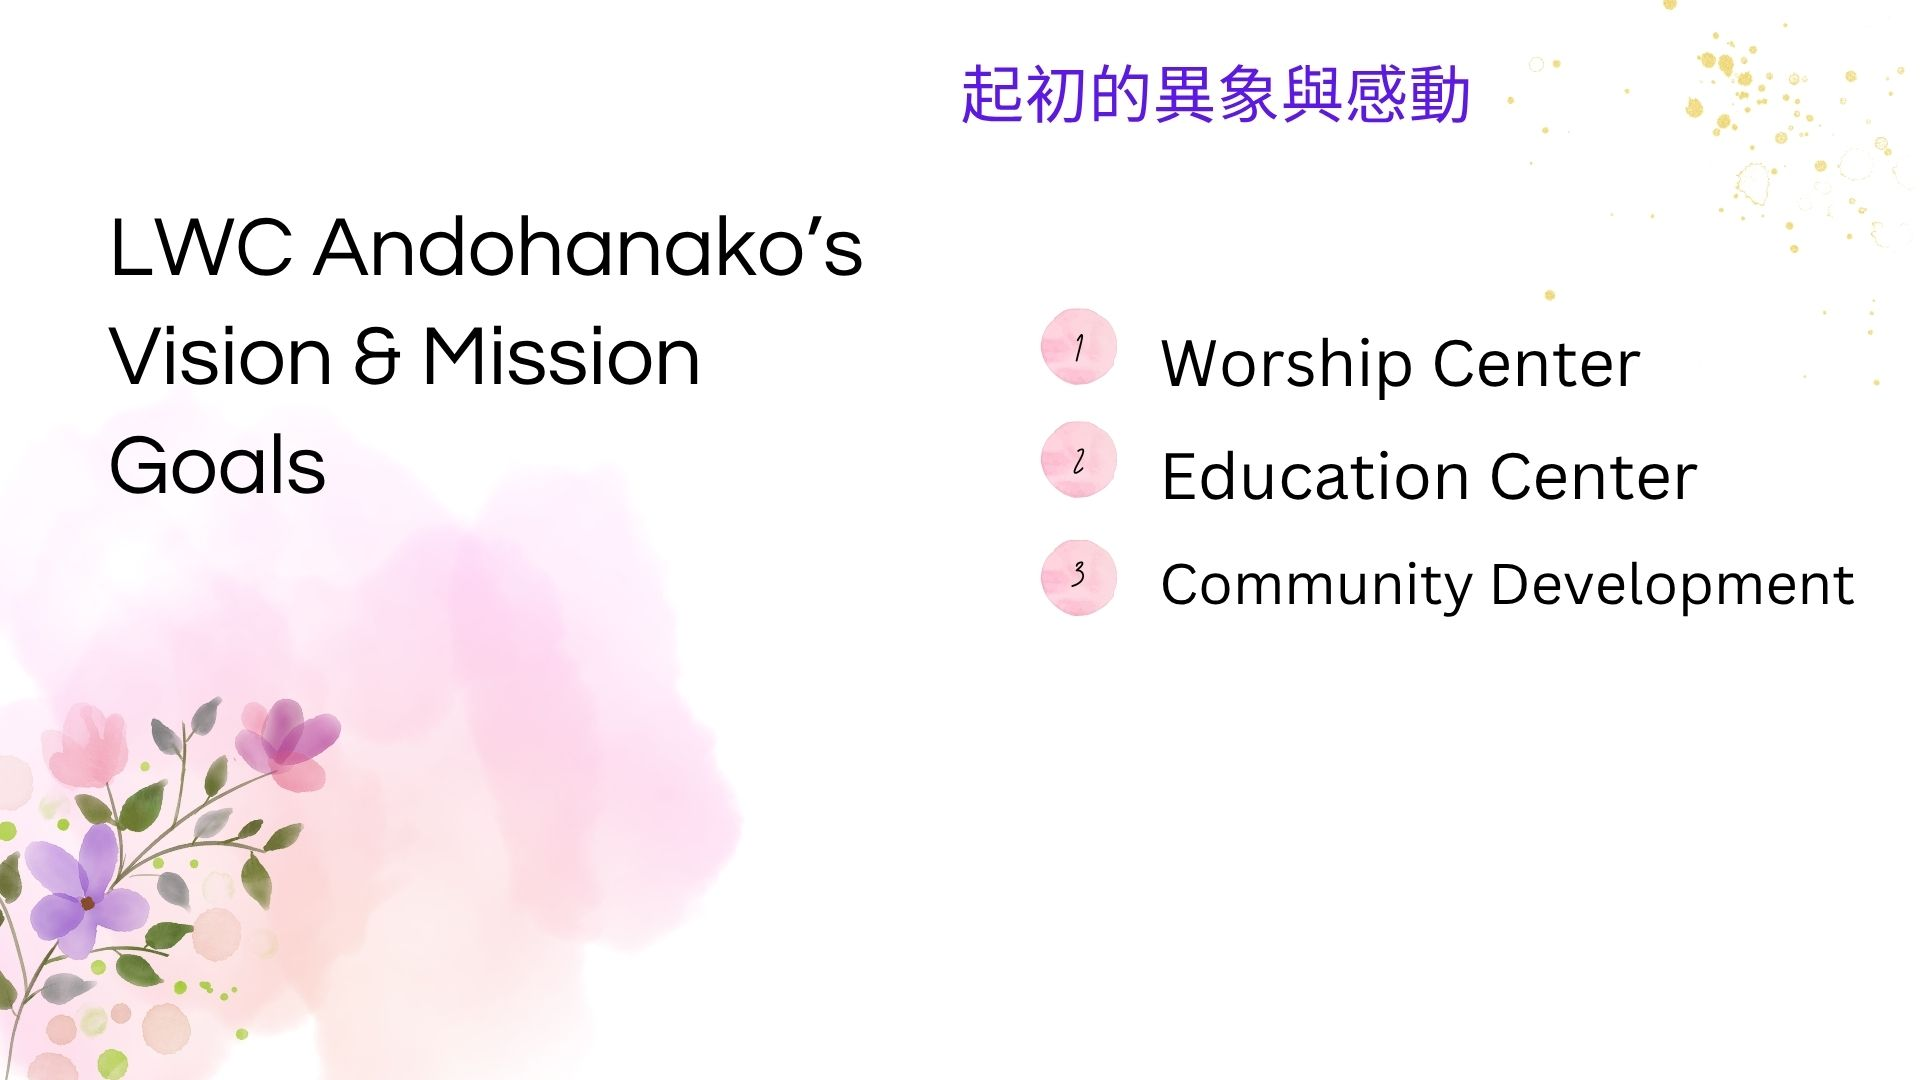 起初的異象與感動
LWC Andohanako’s
Vision & Mission
Goals
1 Worship Center
2 Education Center
3 Community Development